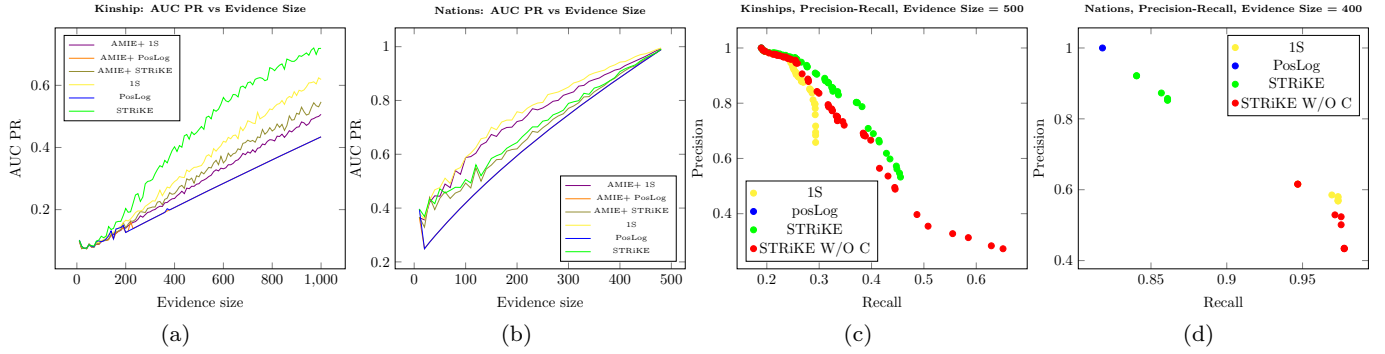 Kinship: AUC PR vs Evidence Size
AUC PR
0.6
0.4
0.2
AMIE+ 1S
AMIE+ PosLog
AMIE+ STRiKE
1S
PosLog
STRiKE
0 200 400 600 800 1,000
Evidence size
(a)
Nations: AUC PR vs Evidence Size
AUC PR
1
0.8
0.6
0.4
0.2
AMIE+ 1S
AMIE+ PosLog
AMIE+ STRiKE
1S
PosLog
STRiKE
0 100 200 300 400 500
Evidence size
(b)
Kinships, Precision-Recall, Evidence Size = 500
Precision
1
0.8
0.6
0.4
1S
posLog
STRiKE
STRiKE W/O C
0.2 0.3 0.4 0.5 0.6
Recall
(c)
Nations, Precision-Recall, Evidence Size = 400
Precision
1
0.8
0.6
0.4
1S
PosLog
STRiKE
STRiKE W/O C
0.85 0.9 0.95
Recall
(d)